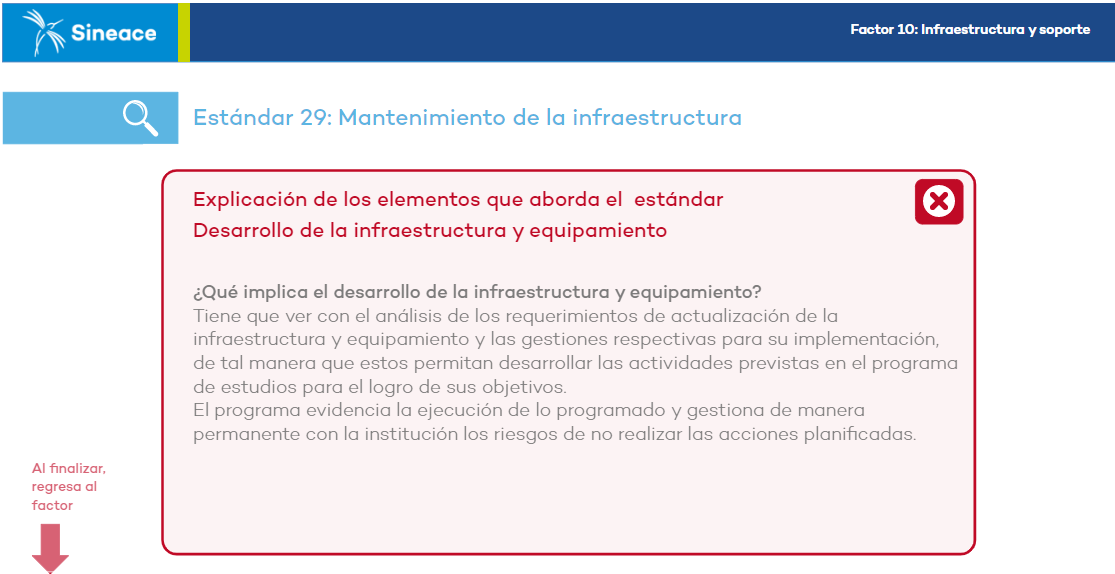 Sineace
Factor 10: Infraestructura y soporte
Estándar 29: Mantenimiento de la infraestructura
Explicación de los elementos que aborda el estándar
Desarrollo de la infraestructura y equipamiento
¿Qué implica el desarrollo de la infraestructura y equipamiento?
Tiene que ver con el análisis de los requerimientos de actualización de la
infraestructura y equipamiento y las gestiones respectivas para su implementación,
de tal manera que estos permitan desarrollar las actividades previstas en el programa
de estudios para el logro de sus objetivos.
El programa evidencia la ejecución de lo programado y gestiona de manera
permanente con la institución los riesgos de no realizar las acciones planificadas.
Al finalizar,
regresa al
factor